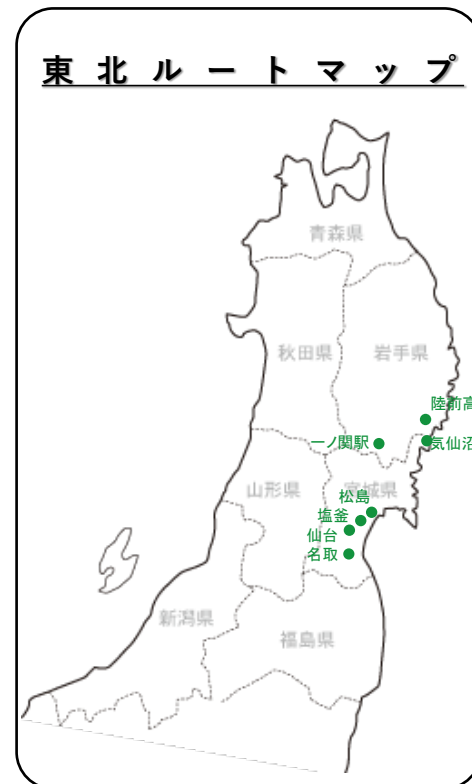 東北ルートマップ
青森県
秋田県
岩手県
陸前高
一ノ関駅
気仙沼
山形県
宮城県
松島
塩釜
仙台
名取
新潟県
福島県